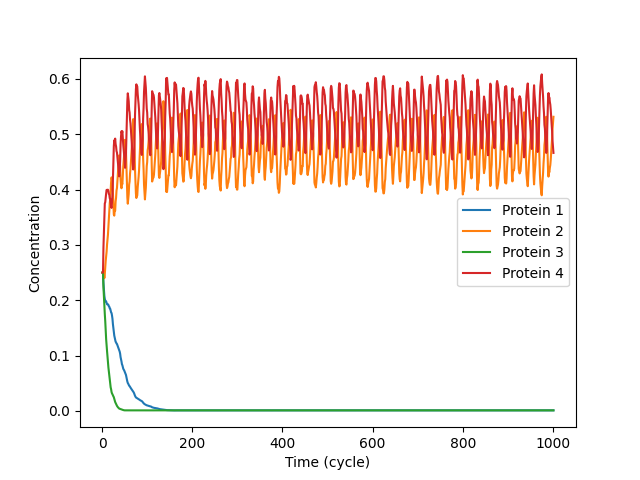 0.6
0.5
0.4
0.3
0.2
0.1
0.0
Concentration
Protein 1
Protein 2
Protein 3
Protein 4
0 200 400 600 800 1000
Time (cycle)